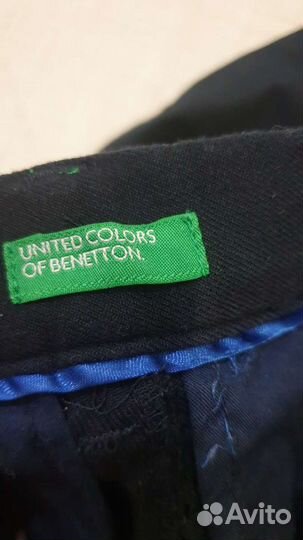 UNITED COLORS
OF BENETTON.
Avito